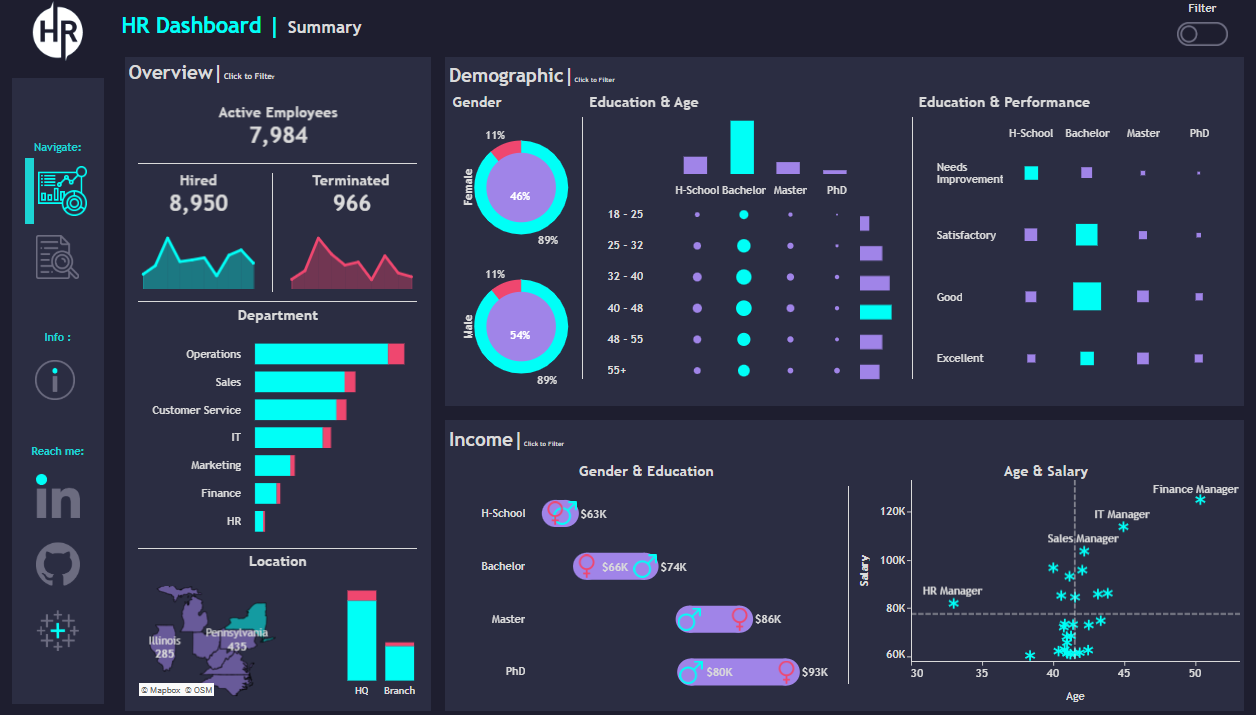 HR
HR Dashboard | Summary
Filter
Navigate:
Info :
Reach me:
in
Overview | Click to Filter
Active Employees
7,984
Hired
8,950
Terminated
966
Department
Operations
Sales
Customer Service
IT
Marketing
Finance
HR
Location
Illinois
285
Pennsylvania
435
© Mapbox © OSM
HQ Branch
Demographic | Click to Filter
Gender
11%
Female
46%
89%
11%
Male
54%
89%
Education & Age
H-School Bachelor Master PhD
18 - 25
25 - 32
32 - 40
40 - 48
48 - 55
55+
Education & Performance
H-School Bachelor Master PhD
Needs
Improvement
Satisfactory
Good
Excellent
Income | Click to Filter
Gender & Education
H-School $63K
Bachelor $66K $74K
Master $86K
PhD $80K $93K
Age & Salary
Finance Manager
IT Manager
Sales Manager
HR Manager
120K
100K
80K
60K
Salary
30 35 40 45 50
Age